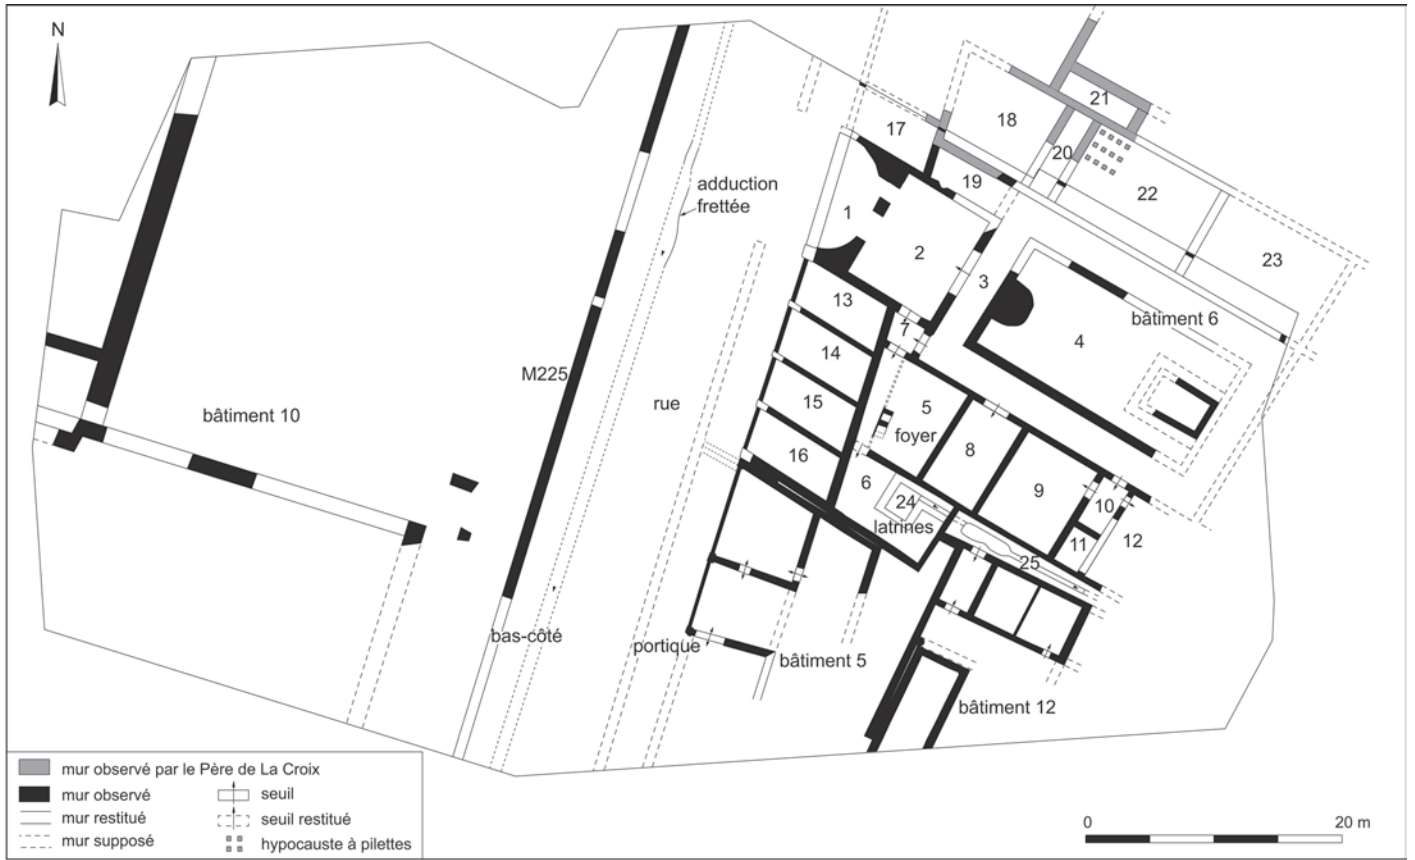 N
21
18
17
20
22
19
adduction
frettée
1
2
23
3
13
7
bâtiment 6
4
14
M225
rue
15
5
bâtiment 10
foyer
8
16
6
9
24
10
latrines
11
12
25
bas-côté
portique
bâtiment 5
bâtiment 12
mur observé par le Père de La Croix
mur observé
seuil
mur restitué
seuil restitué
mur supposé
hypocauste à pilettes
0
20 m